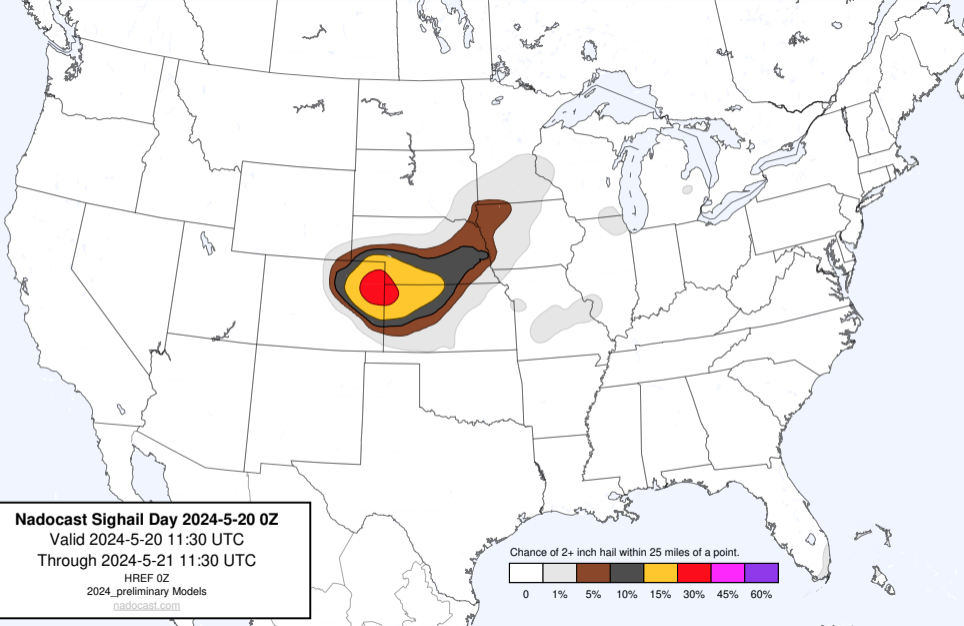 Nadocast Sighail Day 2024-5-20 0Z
Valid 2024-5-20 11:30 UTC
Through 2024-5-21 11:30 UTC
HREF 0Z
2024_preliminary Models
nadocast.com
Chance of 2+ inch hail within 25 miles of a point.
0 1% 5% 10% 15% 30% 45% 60%